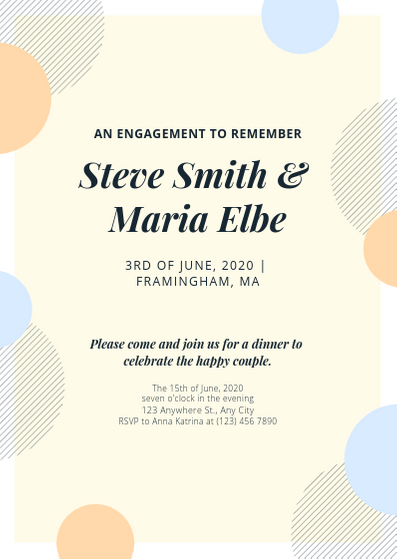 AN ENGAGEMENT TO REMEMBER
Steve Smith &
Maria Elbe
3RD OF JUNE, 2020 |
FRAMINGHAM, MA
Please come and join us for a dinner to
celebrate the happy couple.
The 15th of June, 2020
seven o'clock in the evening
123 Anywhere St., Any City
RSVP to Anna Katrina at (123) 456 7890